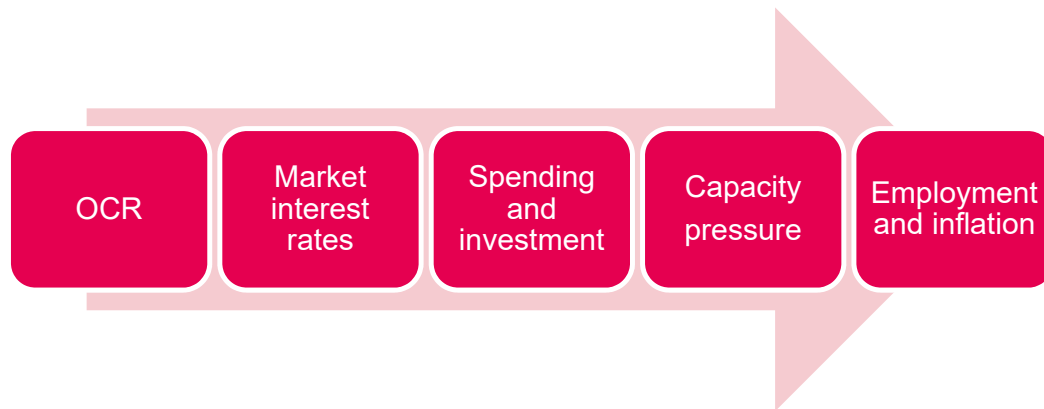 OCR
Market
interest
rates
Spending
and
investment
Capacity
pressure
Employment
and inflation